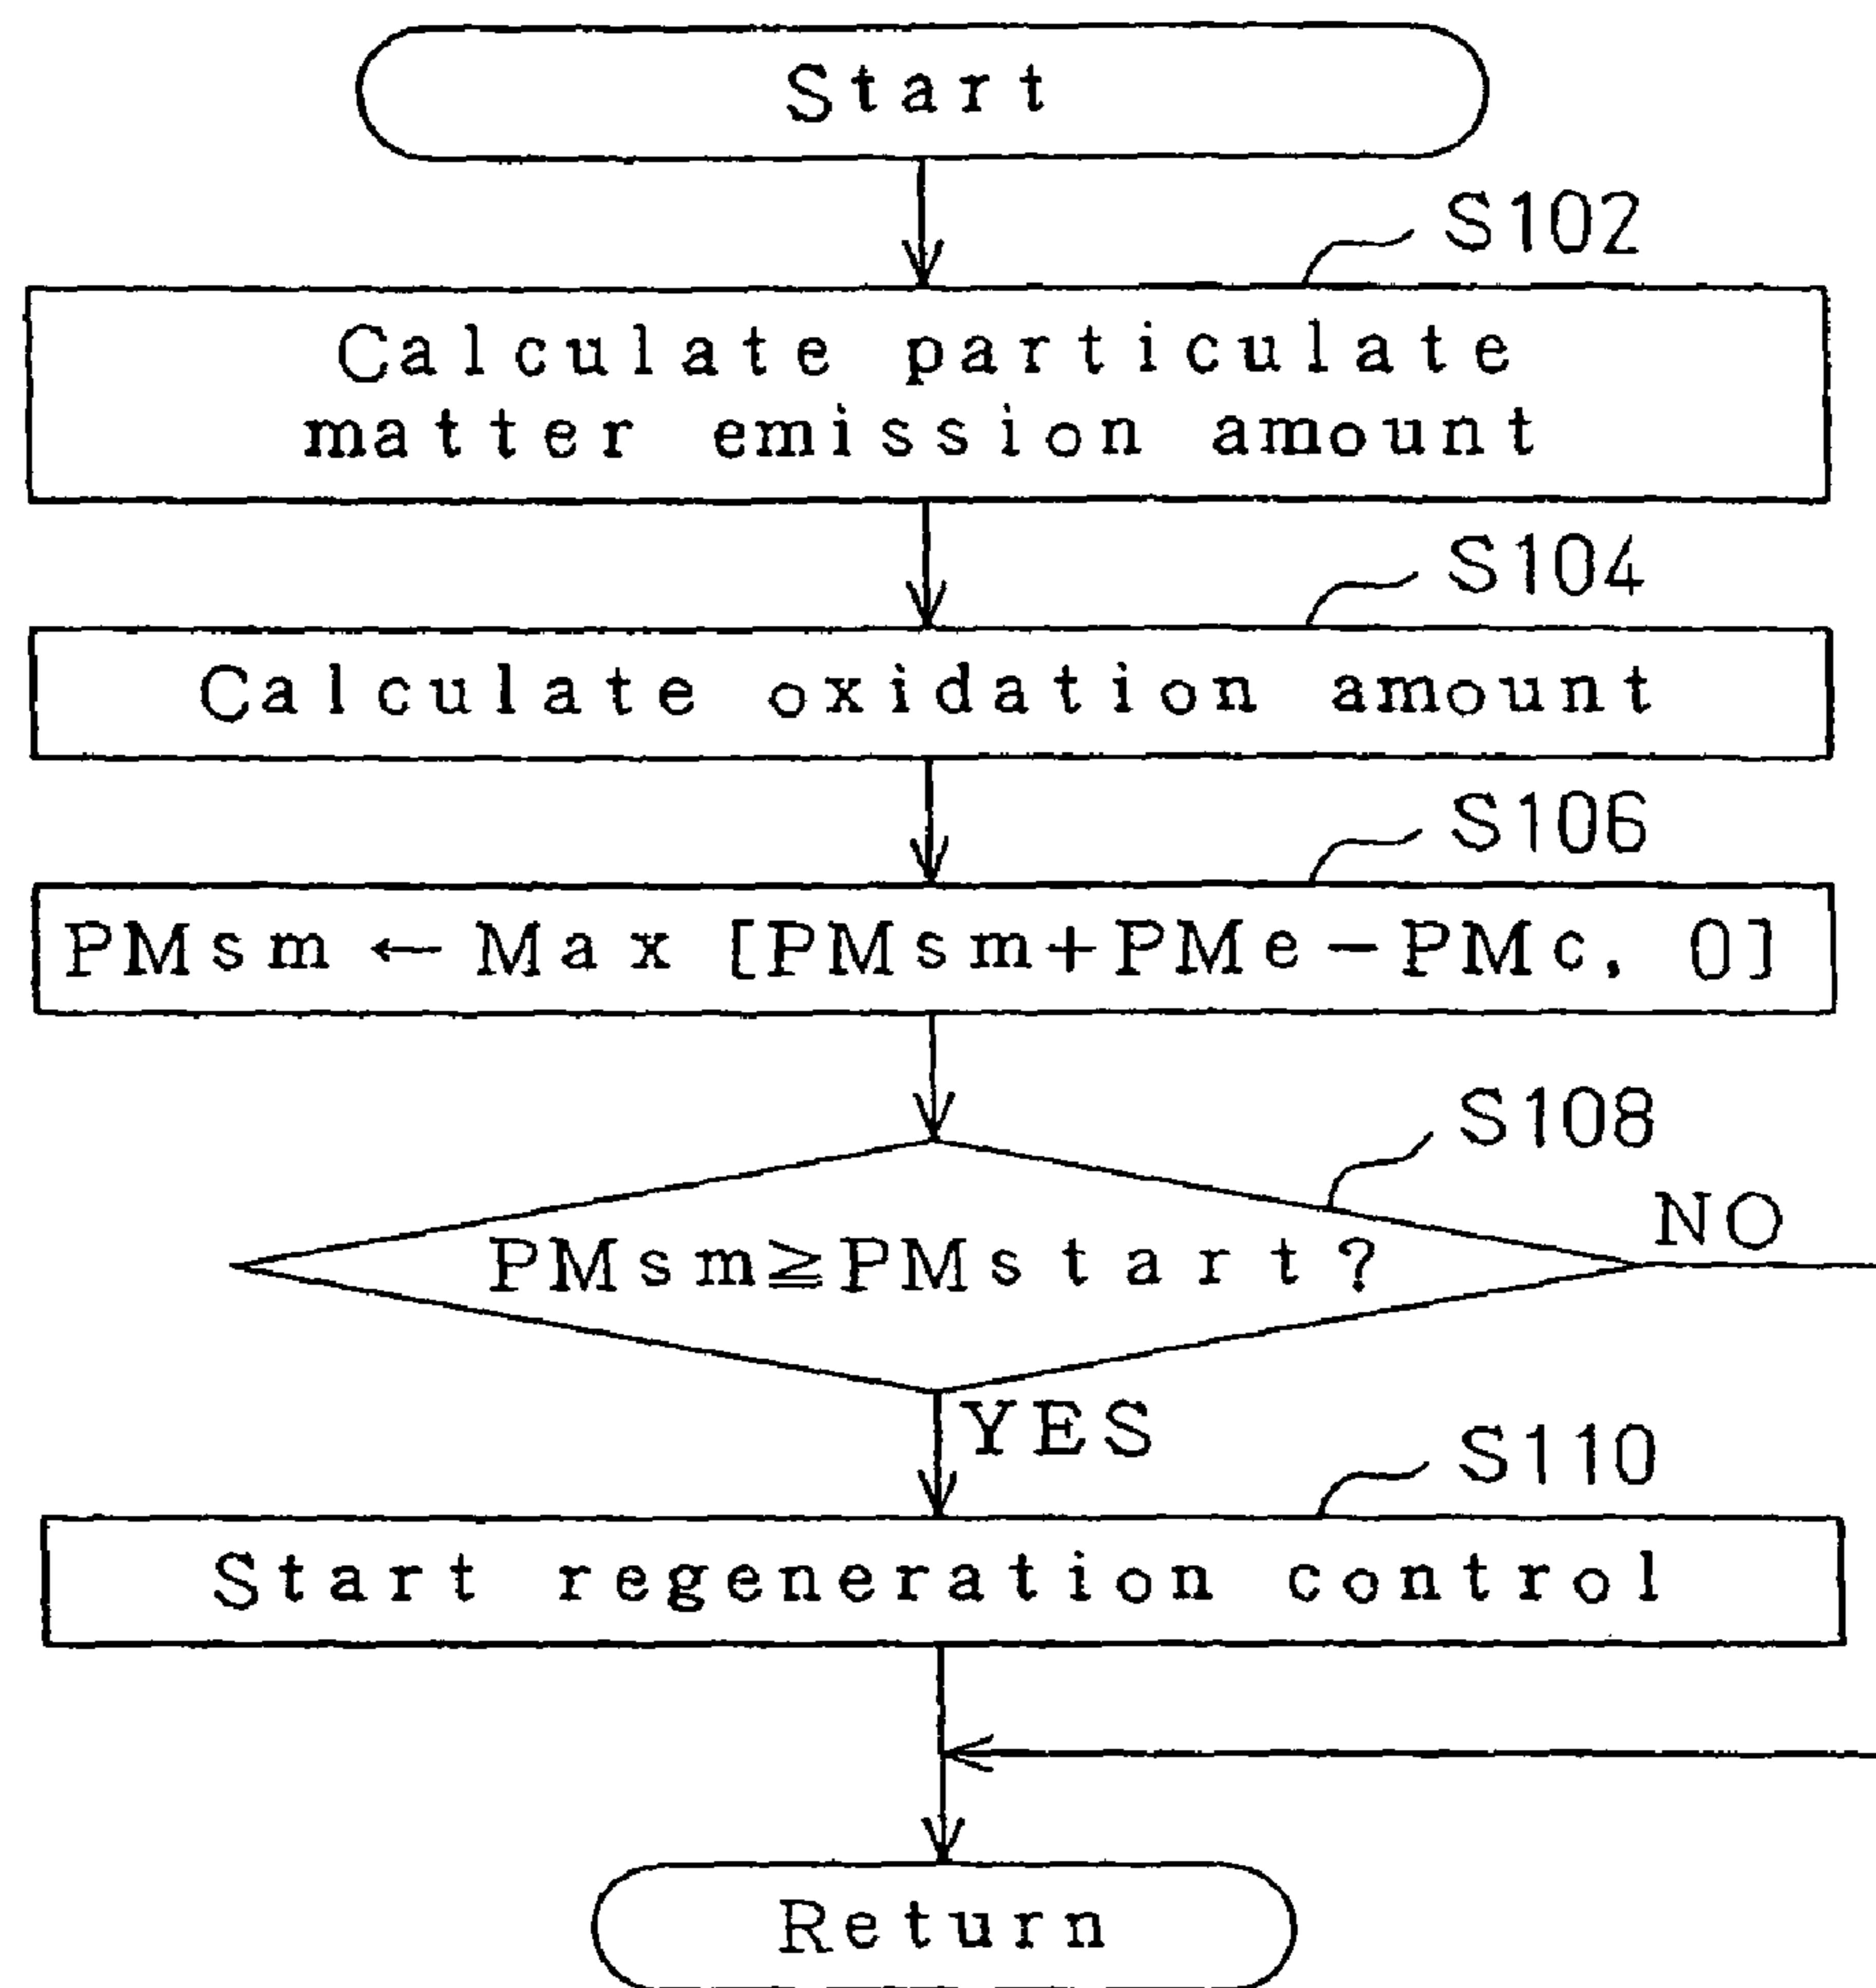 Start
S102
Calculate particulate
matter emission amount
S104
Calculate oxidation amount
S106
PMsm ← Max [PMsm+PMe−PMc, 0]
S108
NO
PMsm≧PMstart?
YES
S110
Start regeneration control
Return